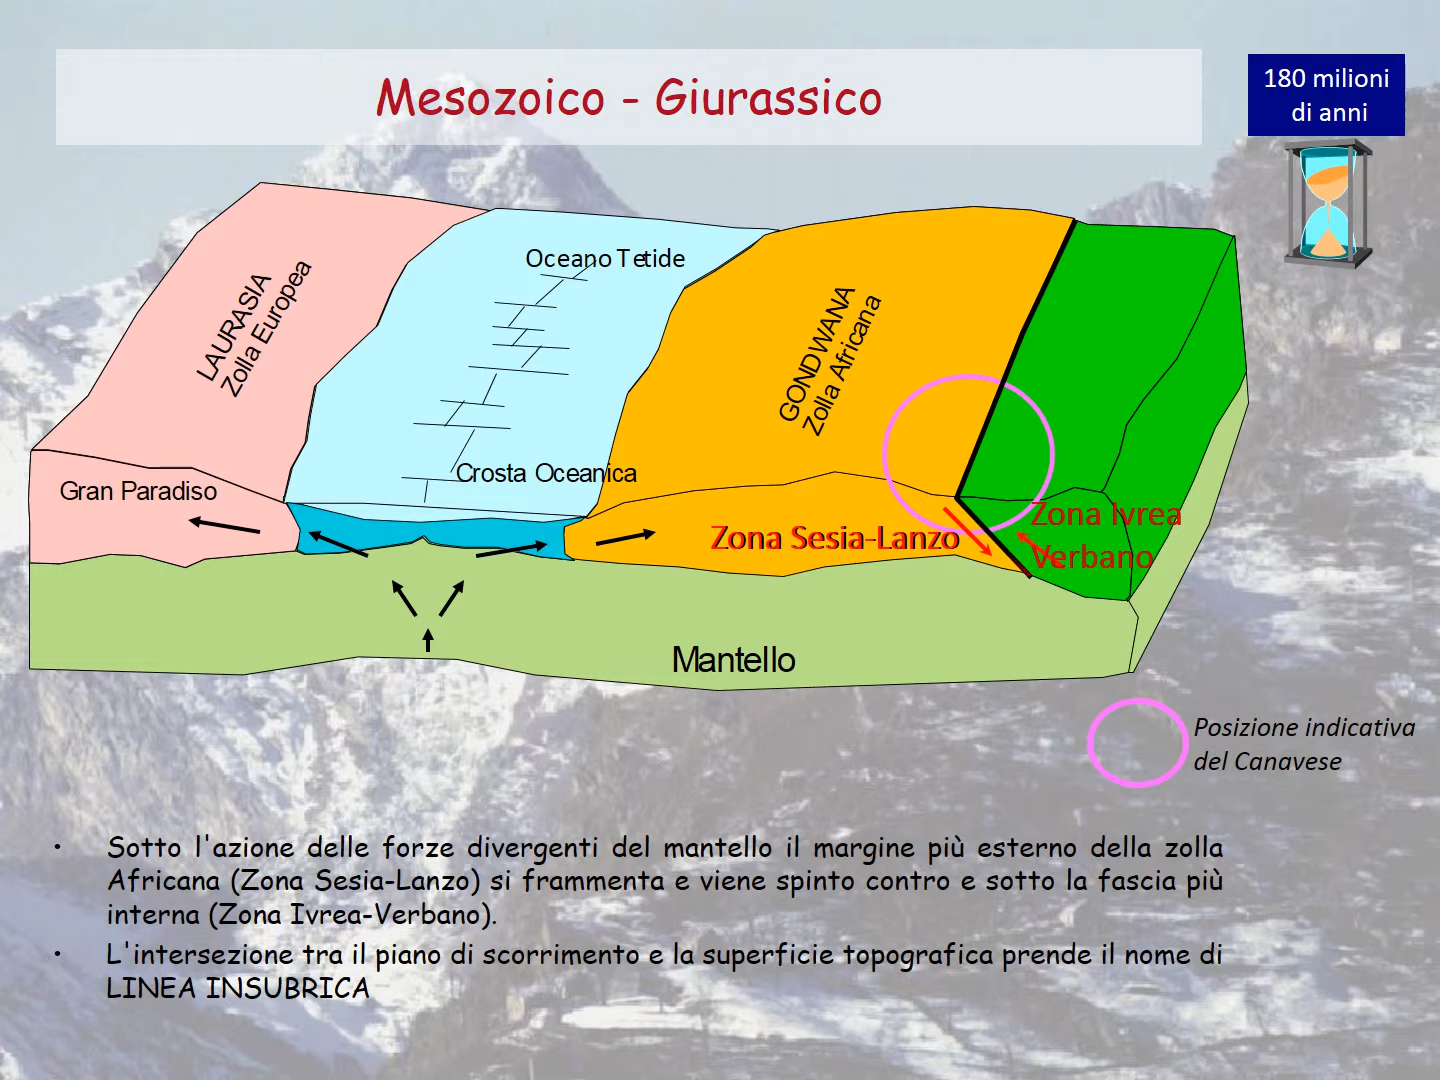 Mesozoico - Giurassico
180 milioni
di anni
Oceano Tetide
LAURASIA
Zolla Europea
GONDWANA
Zolla Africana
Crosta Oceanica
Gran Paradiso
Zona Sesia-Lanzo
Zona Ivrea
Verbano
Mantello
Posizione indicativa
del Canavese
• Sotto l'azione delle forze divergenti del mantello il margine più esterno della zolla
Africana (Zona Sesia-Lanzo) si frammenta e viene spinto contro e sotto la fascia più
interna (Zona Ivrea-Verbano).
• L'intersezione tra il piano di scorrimento e la superficie topografica prende il nome di
LINEA INSUBRICA